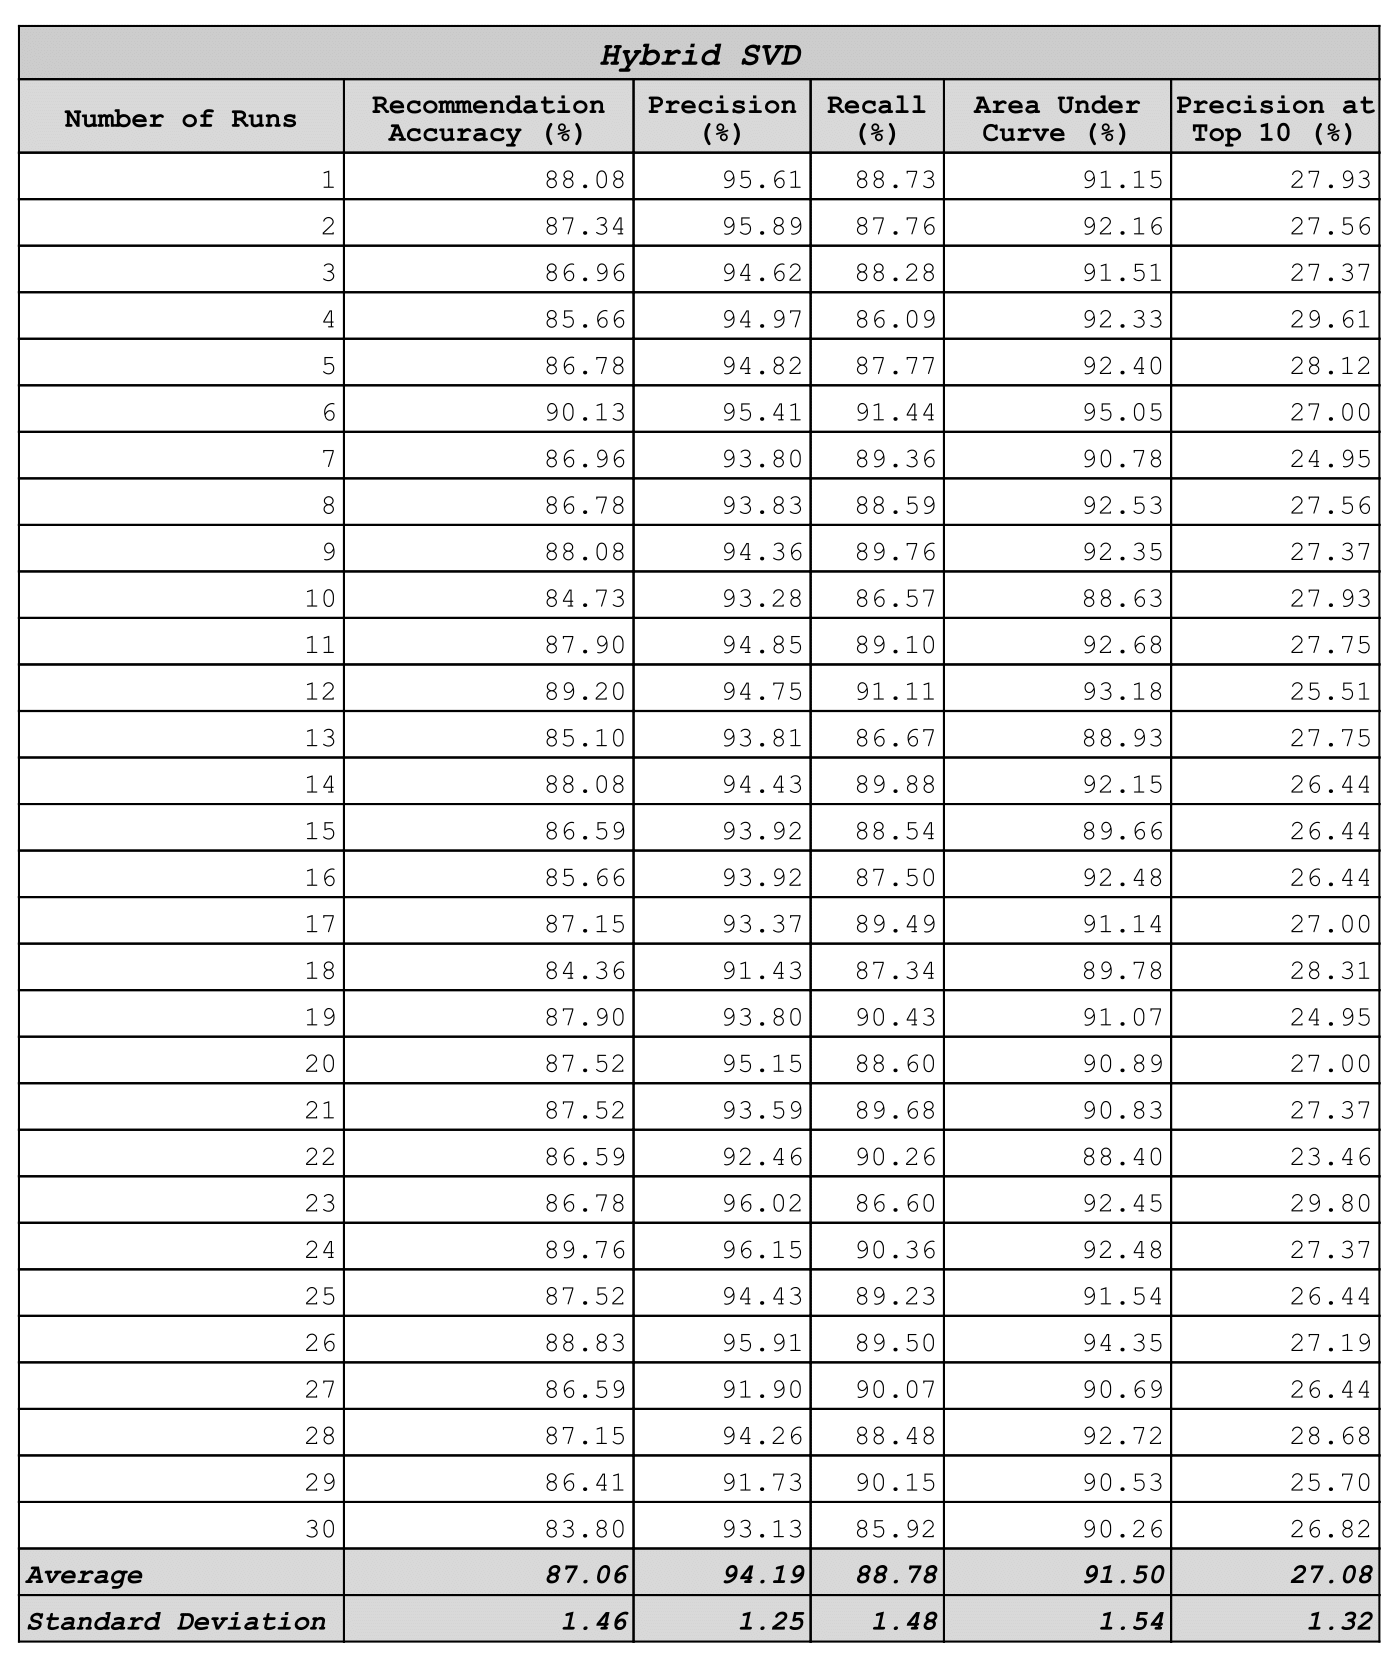 Hybrid SVD
Number of Runs Recommendation Accuracy (%) Precision (%) Recall (%) Area Under Curve (%) Precision at Top 10 (%)
1 88.08 95.61 88.73 91.15 27.93
2 87.34 95.89 87.76 92.16 27.56
3 86.96 94.62 88.28 91.51 27.37
4 85.66 94.97 86.09 92.33 29.61
5 86.78 94.82 87.77 92.40 28.12
6 90.13 95.41 91.44 95.05 27.00
7 86.96 93.80 89.36 90.78 24.95
8 86.78 93.83 88.59 92.53 27.56
9 88.08 94.36 89.76 92.35 27.37
10 84.73 93.28 86.57 88.63 27.93
11 87.90 94.85 89.10 92.68 27.75
12 89.20 94.75 91.11 93.18 25.51
13 85.10 93.81 86.67 88.93 27.75
14 88.08 94.43 89.88 92.15 26.44
15 86.59 93.92 88.54 89.66 26.44
16 85.66 93.92 87.50 92.48 26.44
17 87.15 93.37 89.49 91.14 27.00
18 84.36 91.43 87.34 89.78 28.31
19 87.90 93.80 90.43 91.07 24.95
20 87.52 95.15 88.60 90.89 27.00
21 87.52 93.59 89.68 90.83 27.37
22 86.59 92.46 90.26 88.40 23.46
23 86.78 96.02 86.60 92.45 29.80
24 89.76 96.15 90.36 92.48 27.37
25 87.52 94.43 89.23 91.54 26.44
26 88.83 95.91 89.50 94.35 27.19
27 86.59 91.90 90.07 90.69 26.44
28 87.15 94.26 88.48 92.72 28.68
29 86.41 91.73 90.15 90.53 25.70
30 83.80 93.13 85.92 90.26 26.82
Average 87.06 94.19 88.78 91.50 27.08
Standard Deviation 1.46 1.25 1.48 1.54 1.32